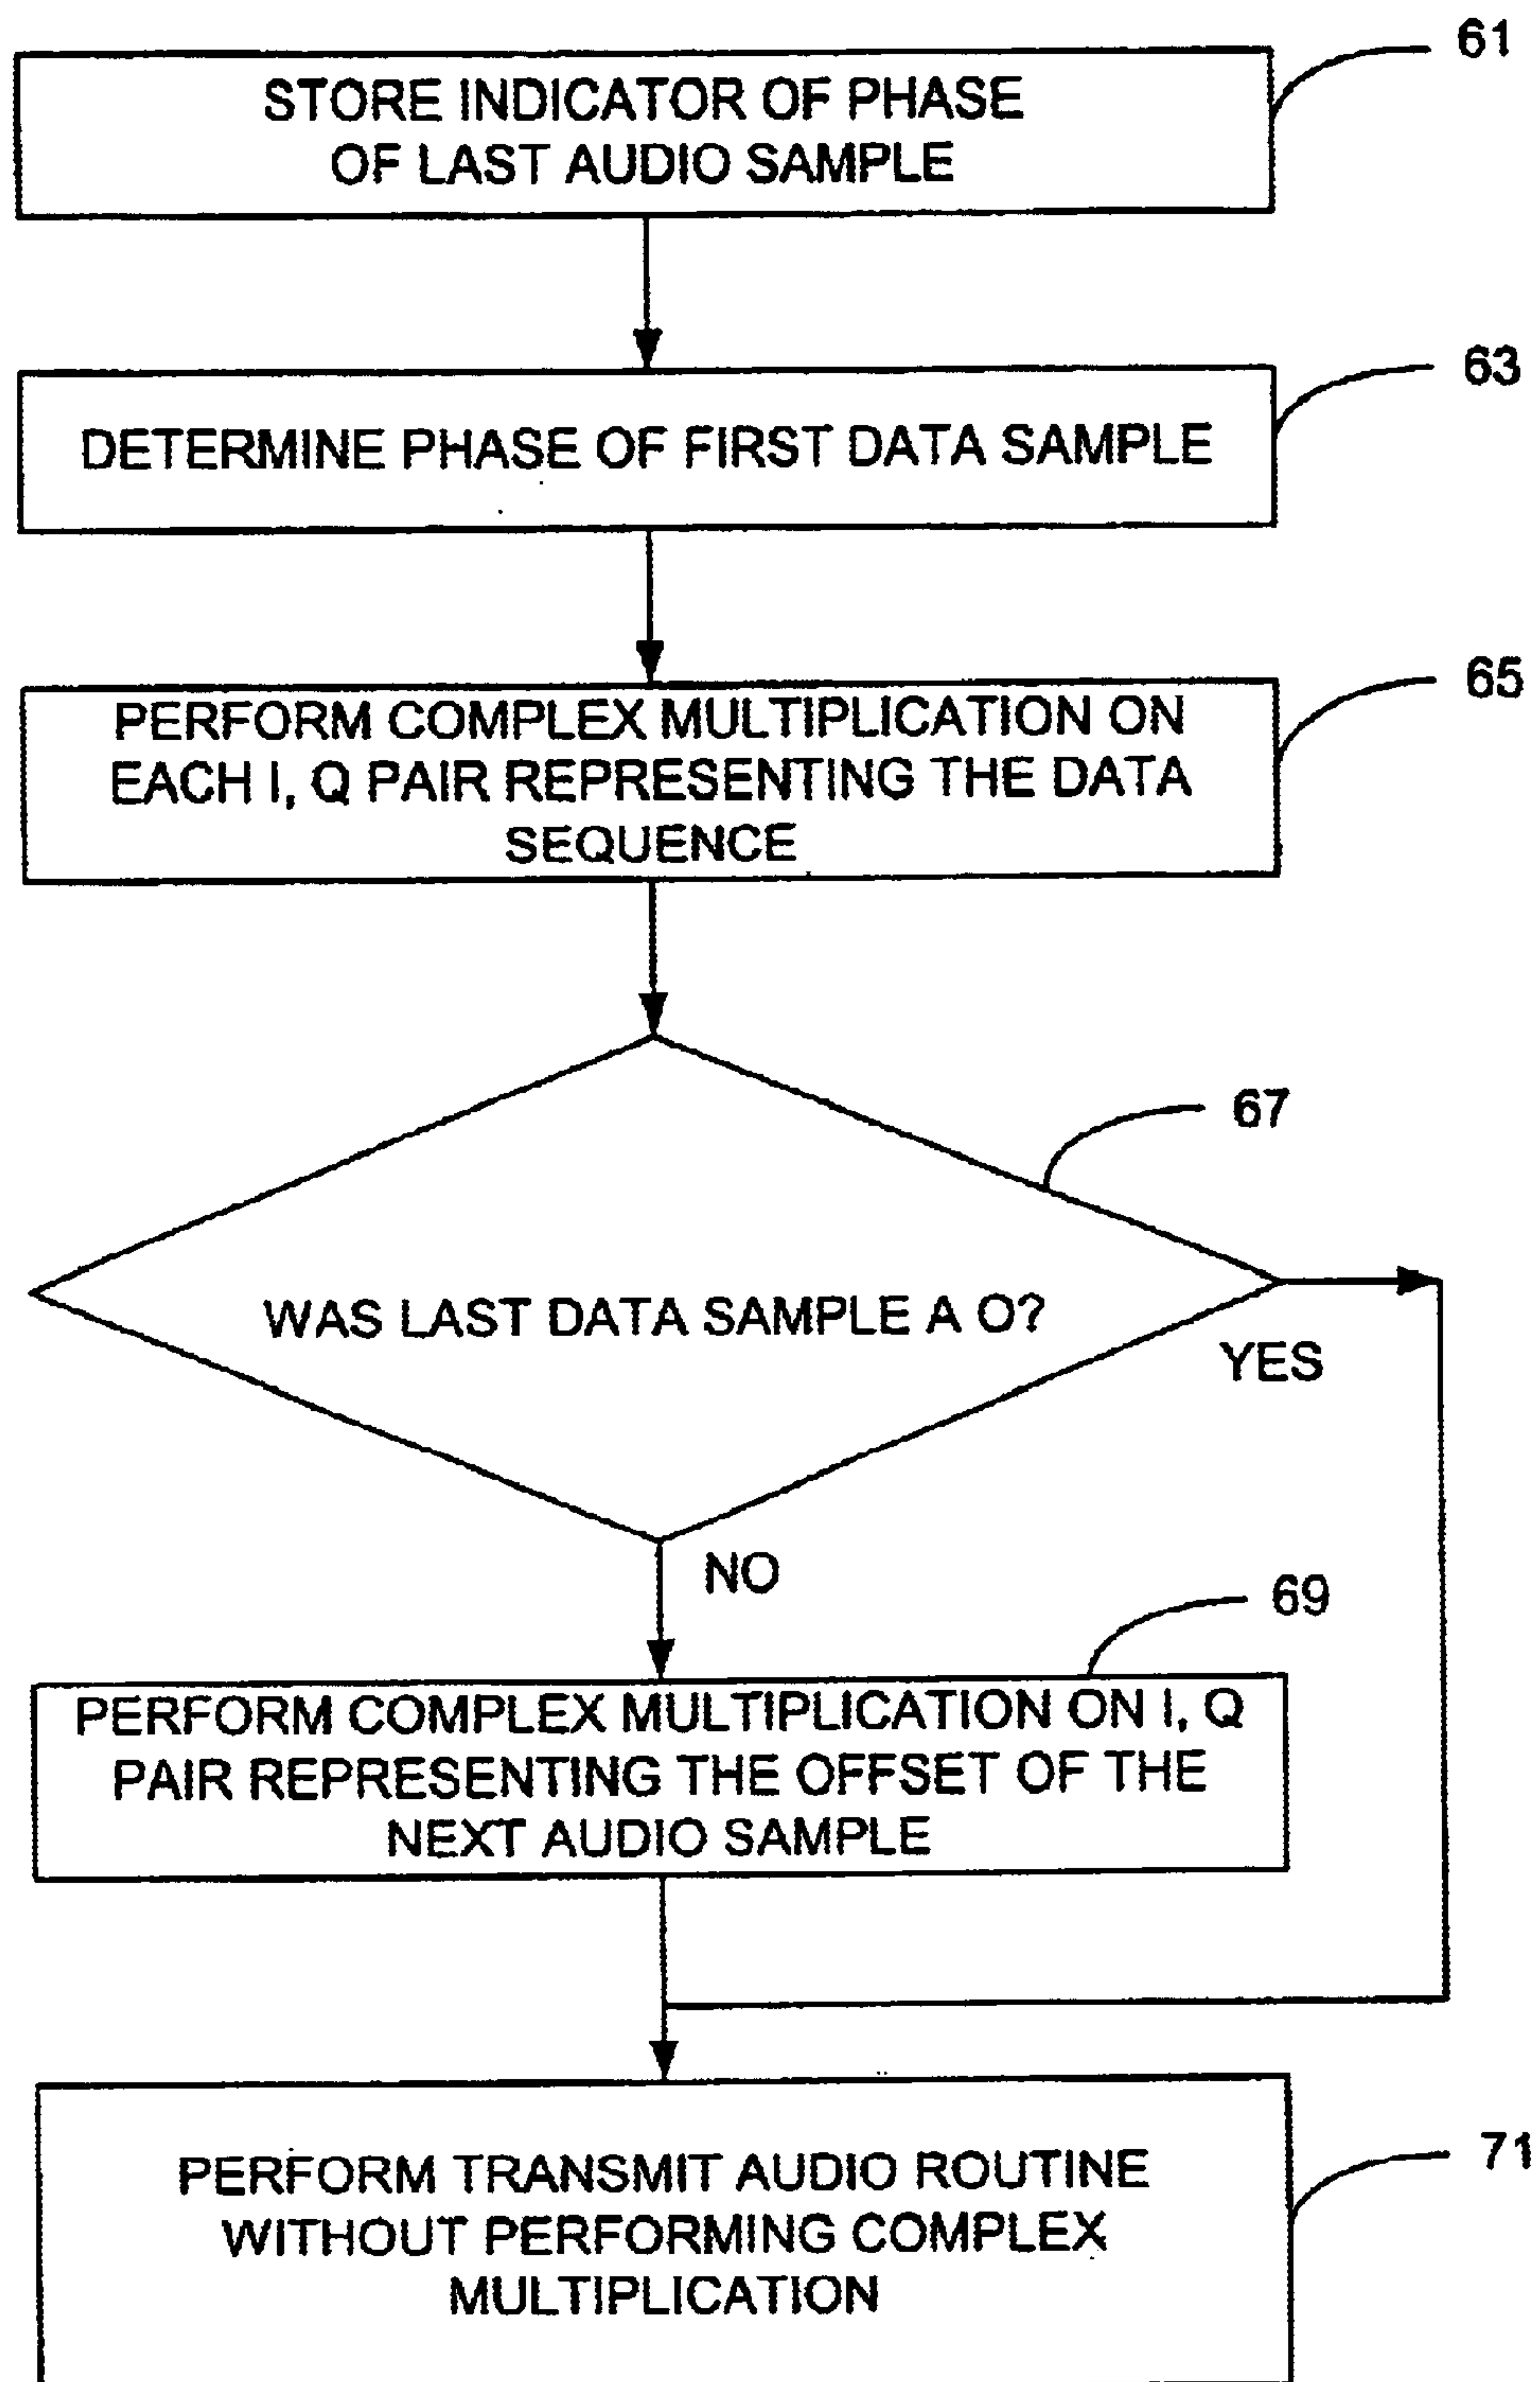 61
STORE INDICATOR OF PHASE
OF LAST AUDIO SAMPLE
63
DETERMINE PHASE OF FIRST DATA SAMPLE
65
PERFORM COMPLEX MULTIPLICATION ON
EACH I, Q PAIR REPRESENTING THE DATA
SEQUENCE
67
WAS LAST DATA SAMPLE A O?
YES
NO
69
PERFORM COMPLEX MULTIPLICATION ON I, Q
PAIR REPRESENTING THE OFFSET OF THE
NEXT AUDIO SAMPLE
71
PERFORM TRANSMIT AUDIO ROUTINE
WITHOUT PERFORMING COMPLEX
MULTIPLICATION